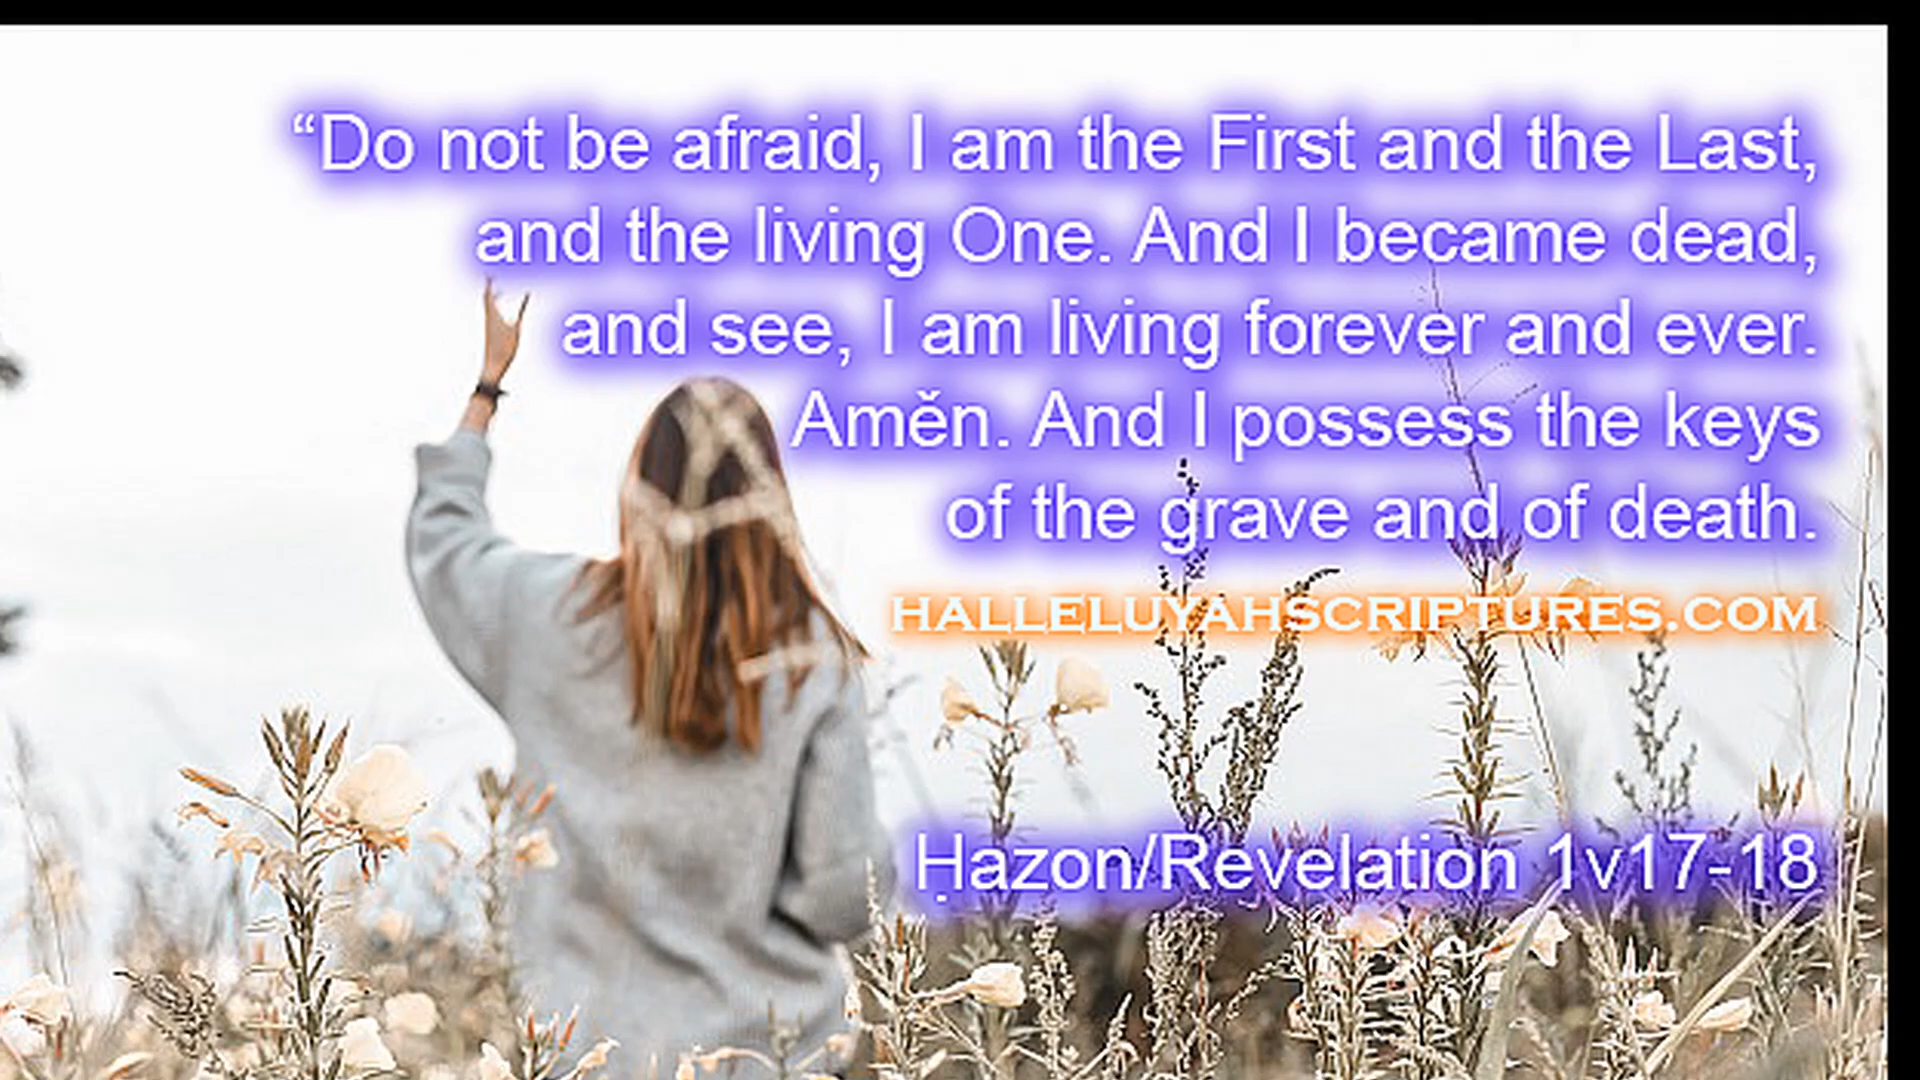 “Do not be afraid, I am the First and the Last,
and the living One. And I became dead,
and see, I am living forever and ever.
Amĕn. And I possess the keys
of the grave and of death.
HALLELUYAHSCRIPTURES.COM
Ḥazon/Revelation 1v17-18